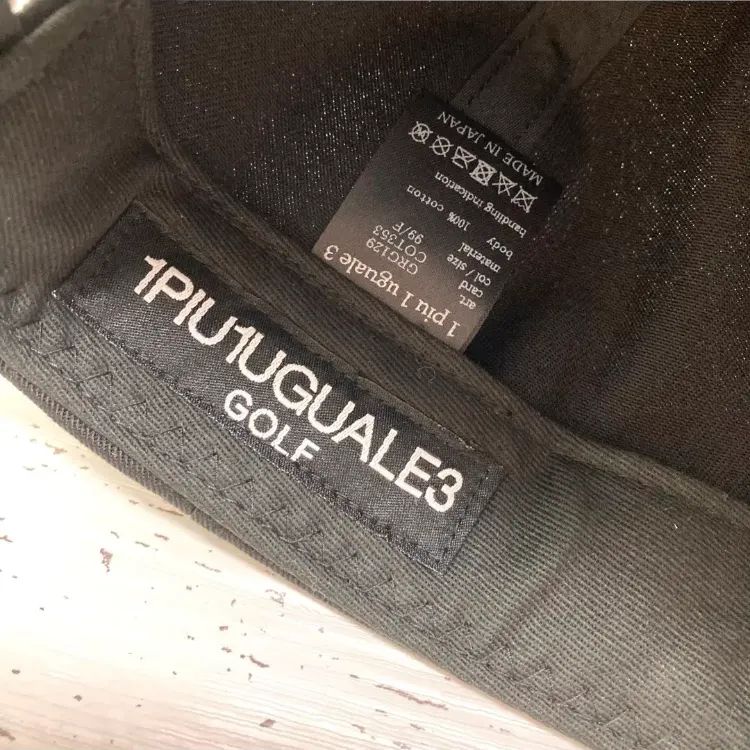 1PIU1UGUALE3
GOLF
1 piu 1 uguale 3
art. GRC129
card COT353
col / size 99/F
material
body 100% cotton
handling indication
MADE IN JAPAN